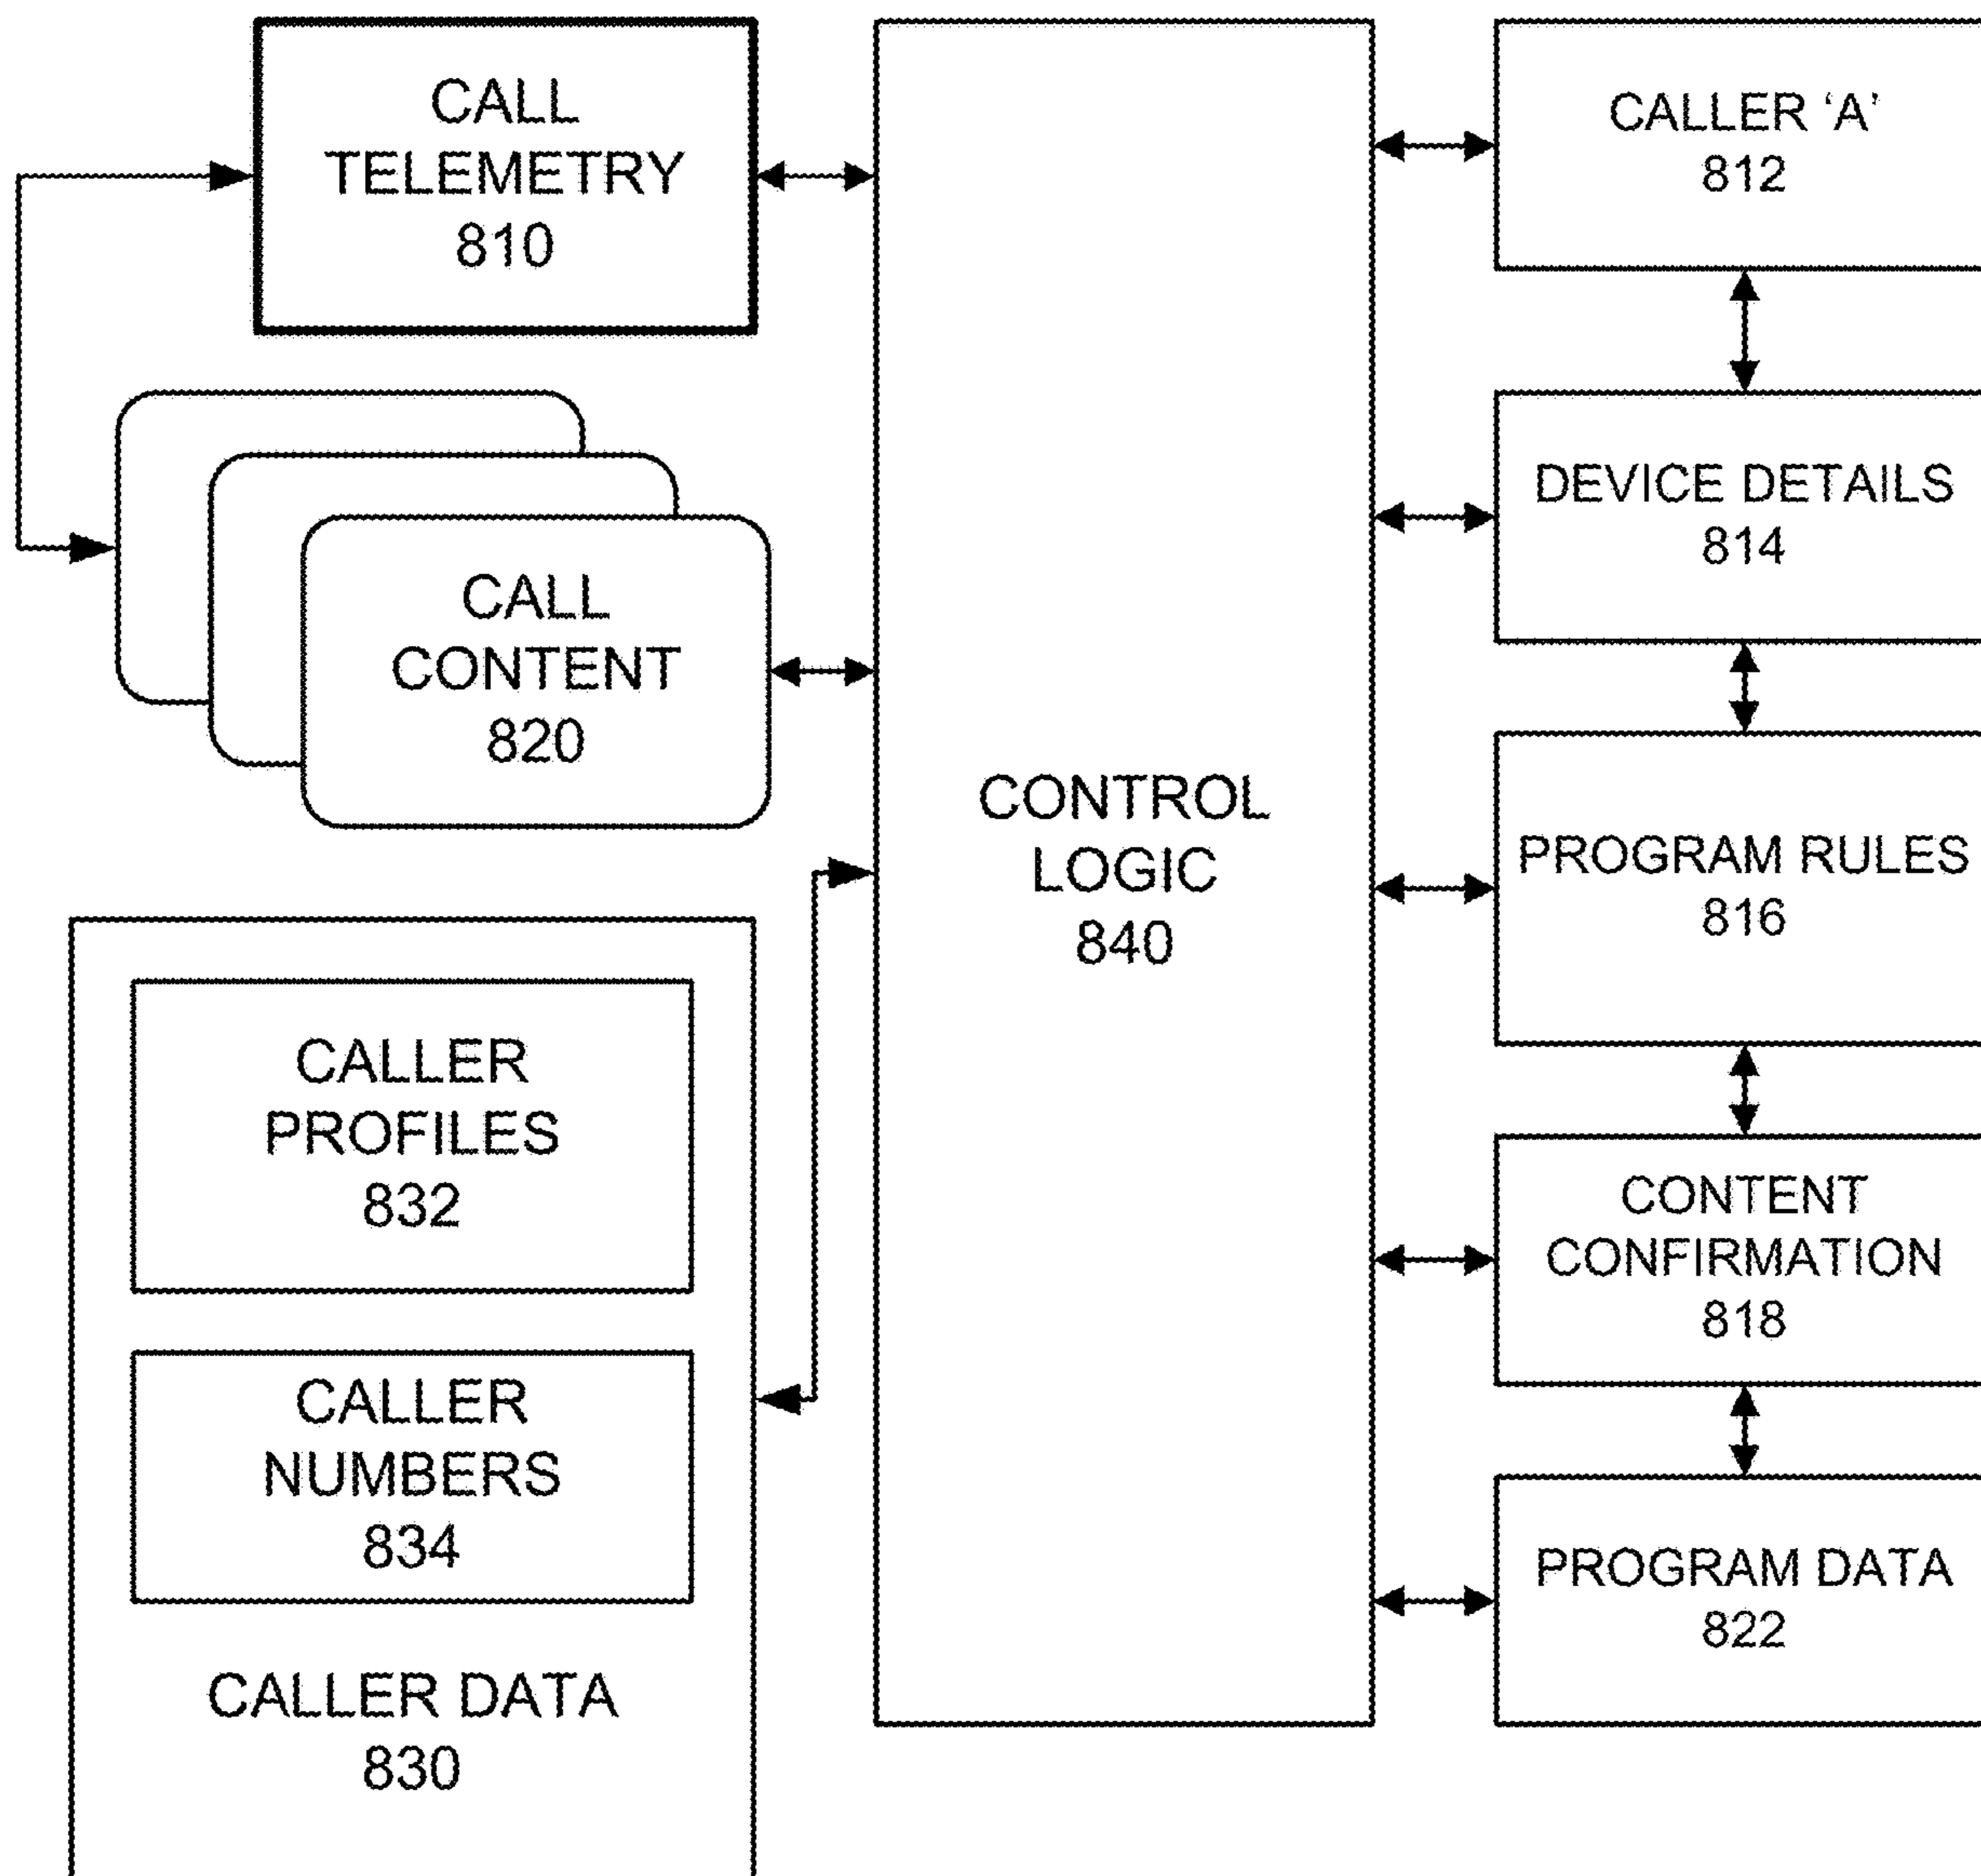 CALL
TELEMETRY
810
CALL
CONTENT
820
CALLER
PROFILES
832
CALLER
NUMBERS
834
CALLER DATA
830
CONTROL
LOGIC
840
CALLER ‘A’
812
DEVICE DETAILS
814
PROGRAM RULES
816
CONTENT
CONFIRMATION
818
PROGRAM DATA
822